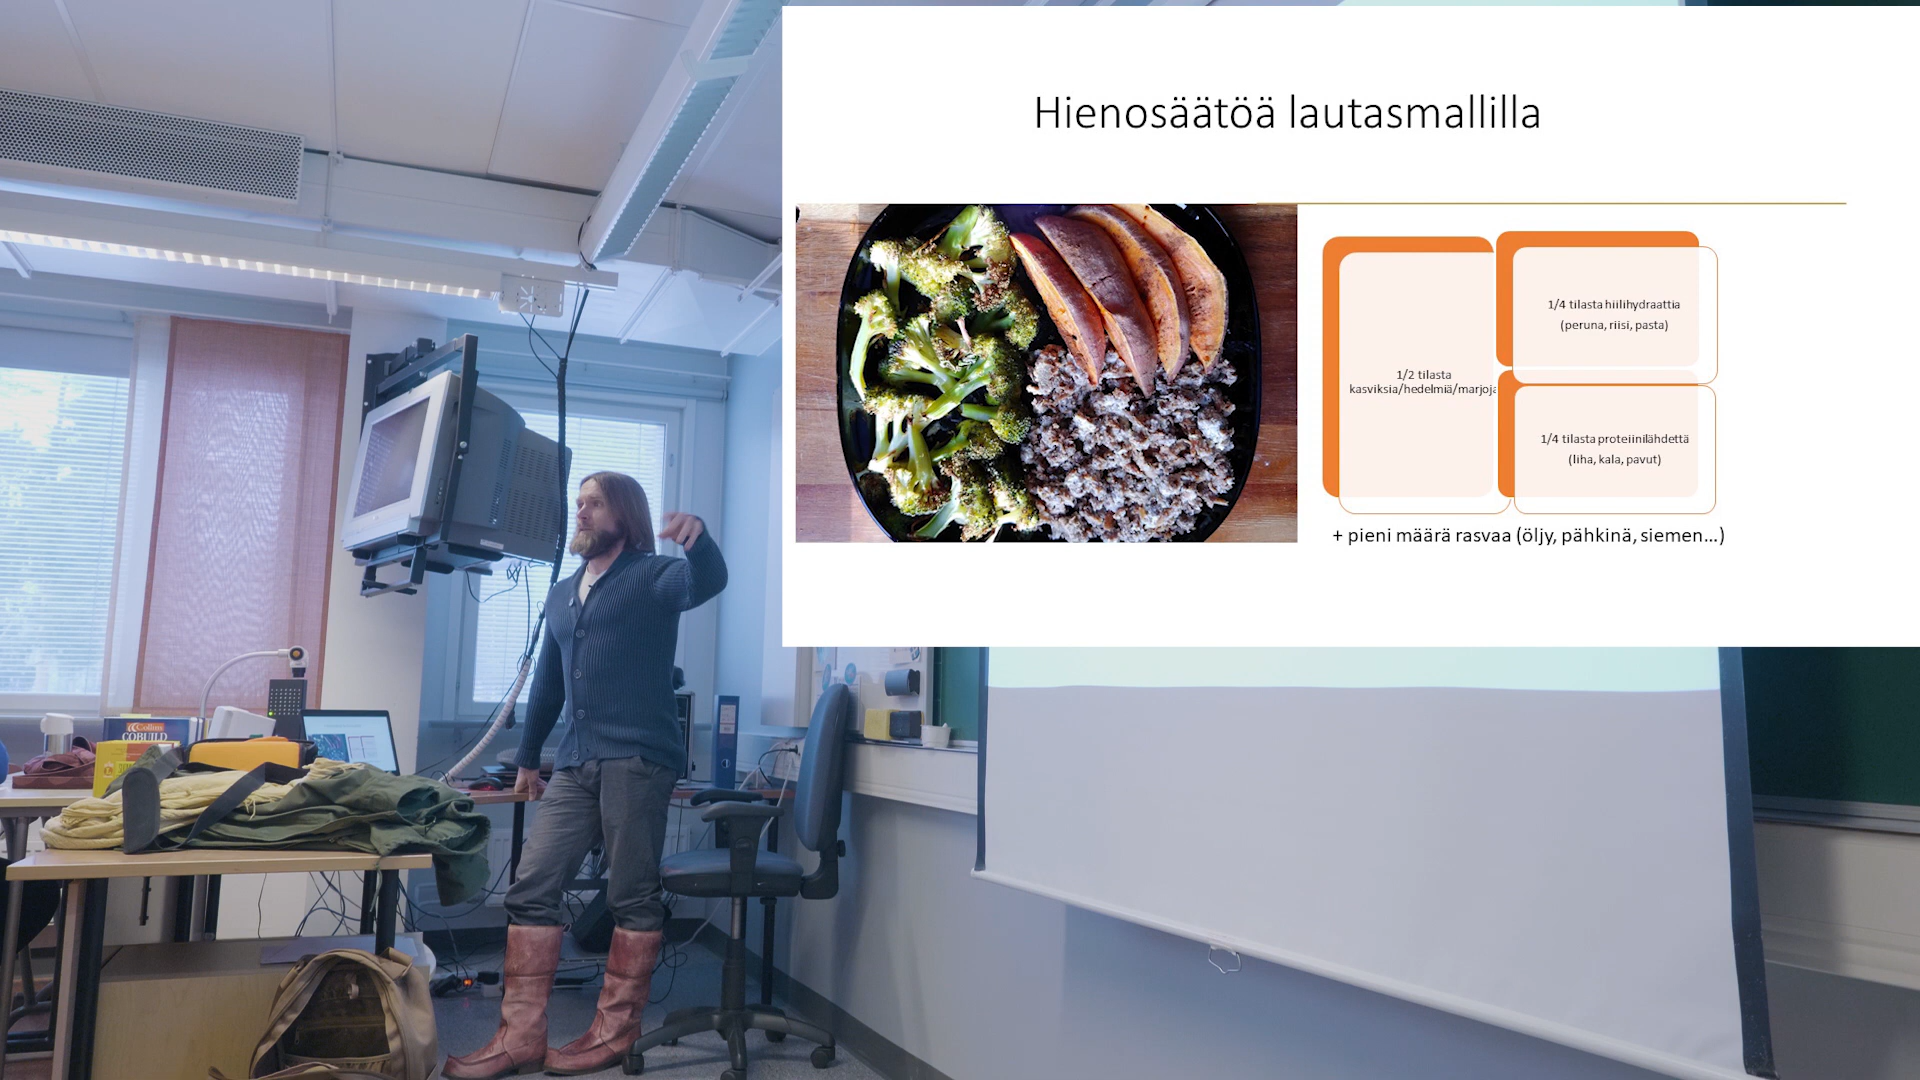 Hienosäätöä lautasmallilla
1/2 tilasta
kasviksia/hedelmiä/marjoja
1/4 tilasta hiilihydraattia
(peruna, riisi, pasta)
1/4 tilasta proteiinilähdettä
(liha, kala, pavut)
+ pieni määrä rasvaa (öljy, pähkinä, siemen...)
Collins
COBUILD